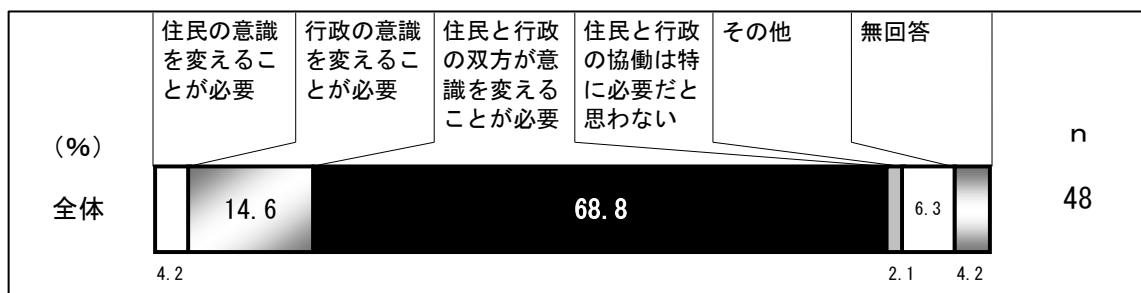 住民の意識
を変えるこ
とが必要
行政の意識
を変えるこ
とが必要
住民と行政
の双方が意
識を変える
ことが必要
住民と行政
の協働は特
に必要だと
思わない
その他
無回答
（%）
n
全体
14.6
68.8
6.3
48
4.2
2.1
4.2